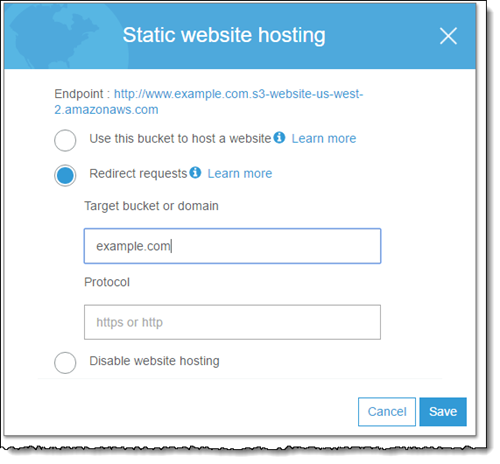 Static website hosting
Endpoint : http://www.example.com.s3-website-us-west-
2.amazonaws.com
Use this bucket to host a website Learn more
Redirect requests Learn more
Target bucket or domain
example.com
Protocol
https or http
Disable website hosting
Cancel Save